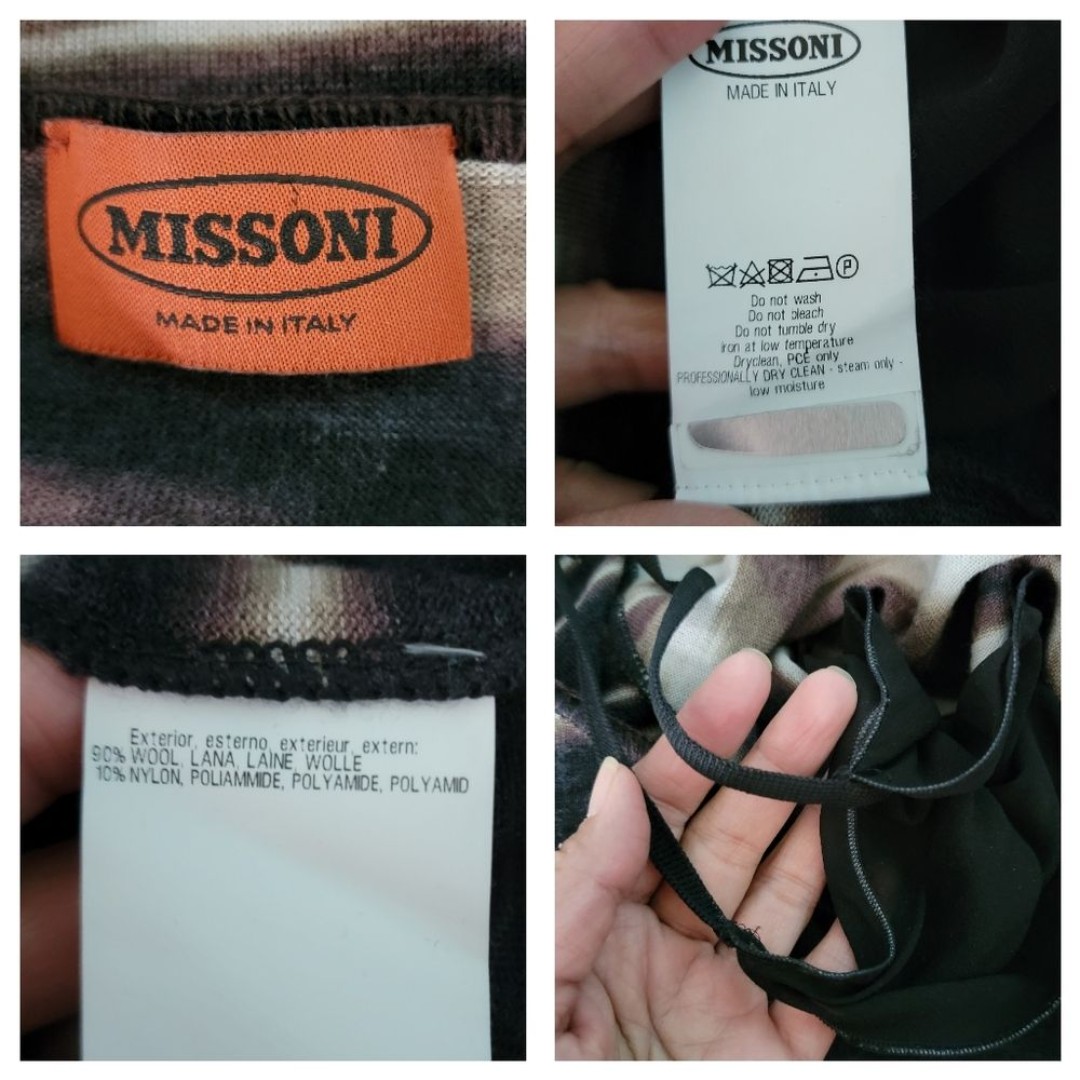 MISSONI
MADE IN ITALY
MISSONI
MADE IN ITALY
P
Do not wash
Do not bleach
Do not tumble dry
Iron at low temperature
Dryclean, PCE only
PROFESSIONALLY DRY CLEAN - steam only -
low moisture
Exterior, esterno, exterieur, extern:
90% WOOL, LANA, LAINE, WOLLE
10% NYLON, POLIAMMIDE, POLYAMIDE, POLYAMID